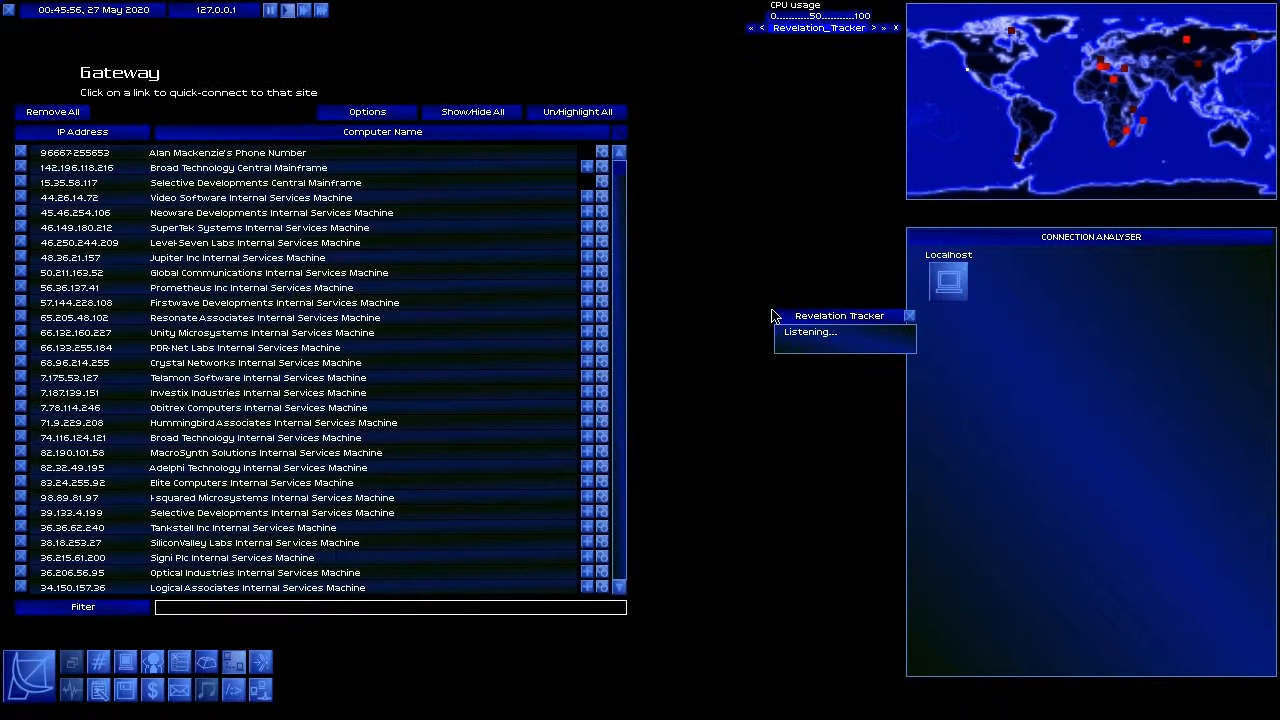 00:45:56, 27 May 2020
127.0.0.1
CPU usage
0...........50...........100
« < Revelation_Tracker > » x
Gateway
Click on a link to quick-connect to that site
Remove All
Options
Show/Hide All
Un/Highlight All
IP Address
Computer Name
96667-255653 Alan Mackenzie's Phone Number
142.196.118.216 Broad Technology Central Mainframe
15.35.58.117 Selective Developments Central Mainframe
44.26.14.72 Video Software Internal Services Machine
45.46.254.106 Neoware Developments Internal Services Machine
46.149.180.212 SuperTek Systems Internal Services Machine
46.250.244.209 Level-Seven Labs Internal Services Machine
48.36.21.157 Jupiter Inc Internal Services Machine
50.211.163.52 Global Communications Internal Services Machine
56.36.137.41 Prometheus Inc Internal Services Machine
57.144.228.108 Firstwave Developments Internal Services Machine
65.205.48.102 Resonate Associates Internal Services Machine
66.132.160.227 Unity Microsystems Internal Services Machine
66.133.255.184 PDR-Net Labs Internal Services Machine
68.96.214.255 Crystal Networks Internal Services Machine
7.175.53.127 Telamon Software Internal Services Machine
7.187.139.151 Investix Industries Internal Services Machine
7.78.114.246 Obitrex Computers Internal Services Machine
71.9.229.208 Hummingbird Associates Internal Services Machine
74.116.124.121 Broad Technology Internal Services Machine
82.190.101.58 MacroSynth Solutions Internal Services Machine
82.32.49.195 Adelphi Technology Internal Services Machine
83.24.255.92 Elite Computers Internal Services Machine
98.89.81.97 I-squared Microsystems Internal Services Machine
39.133.4.199 Selective Developments Internal Services Machine
36.36.62.240 Tankstell Inc Internal Services Machine
38.18.253.27 SiliconValley Labs Internal Services Machine
36.215.61.200 Signi Plc Internal Services Machine
36.206.56.95 Optical Industries Internal Services Machine
34.150.157.36 Logical Associates Internal Services Machine
Filter
CONNECTION ANALYSER
Localhost
Revelation Tracker
Listening...